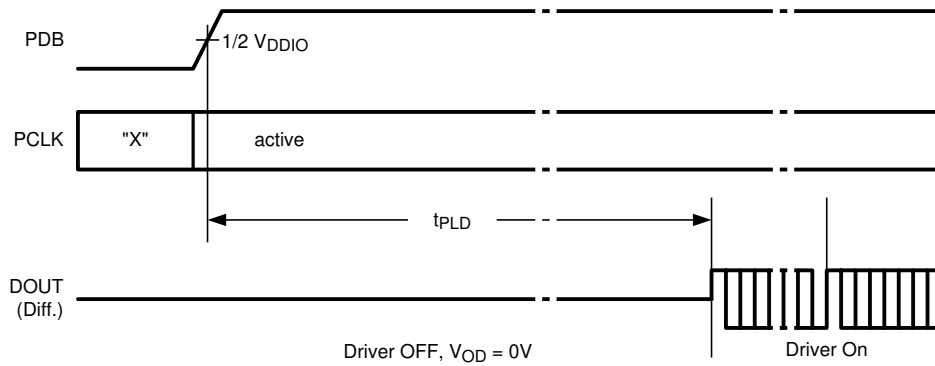 PDB
1/2 VDDIO
PCLK
"X"
active
tPLD
DOUT
(Diff.)
Driver OFF, VOD = 0V
Driver On